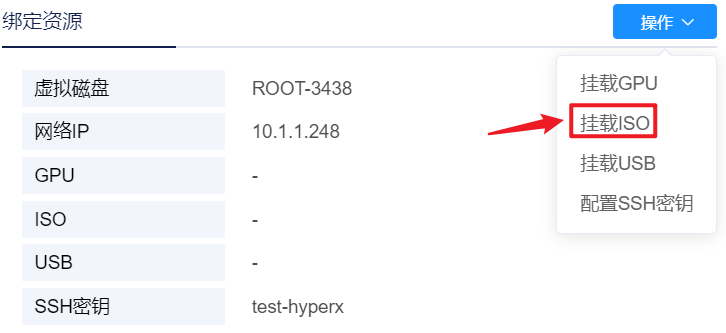 绑定资源 操作
虚拟磁盘 ROOT-3438
网络IP 10.1.1.248
GPU -
ISO -
USB -
SSH密钥 test-hyperx
挂载GPU
挂载ISO
挂载USB
配置SSH密钥